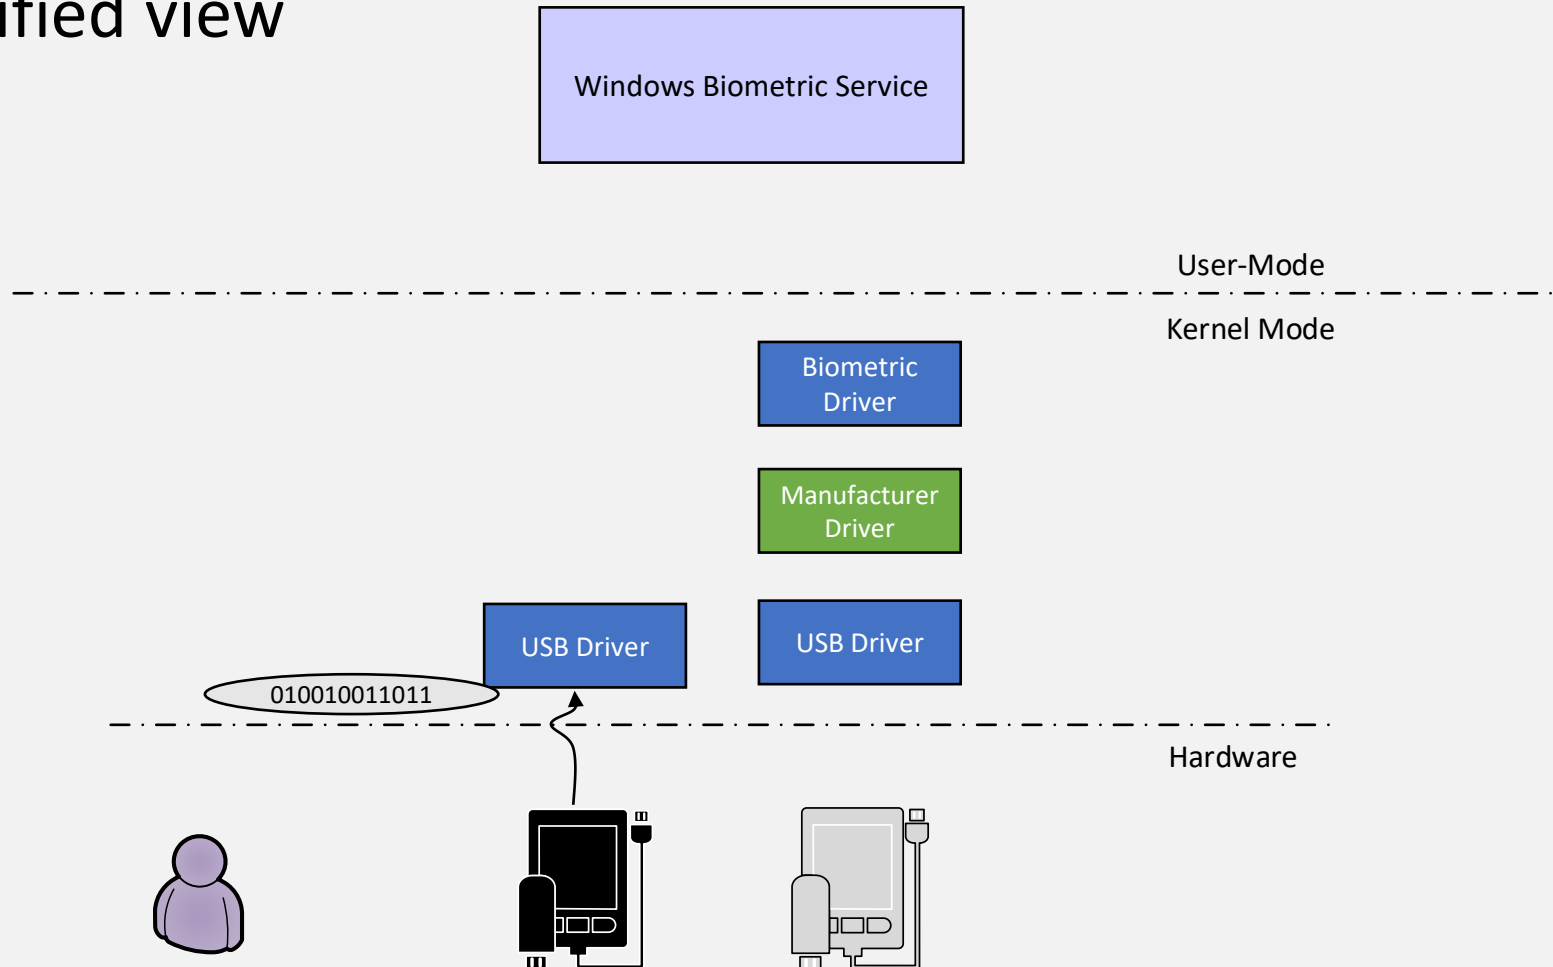 ified view
Windows Biometric Service
User-Mode
Kernel Mode
Biometric
Driver
Manufacturer
Driver
USB Driver
USB Driver
010010011011
Hardware